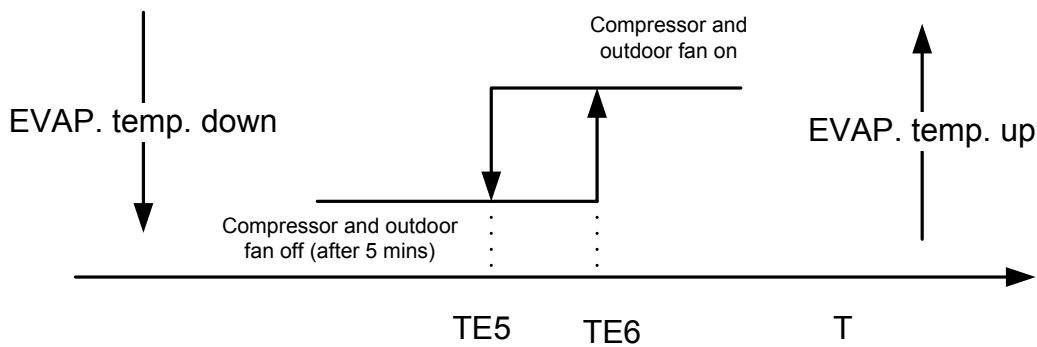 Compressor and
outdoor fan on
EVAP. temp. down
EVAP. temp. up
Compressor and outdoor
fan off (after 5 mins)
TE5
TE6
T